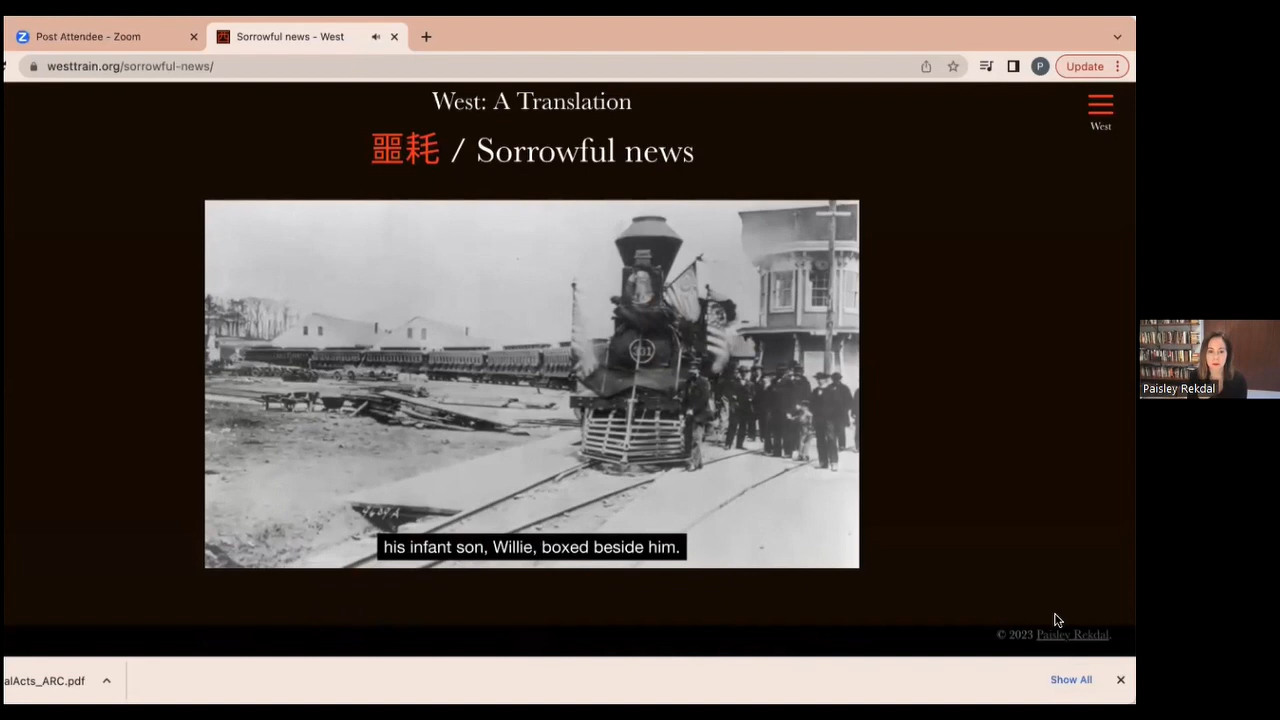 Post Attendee - Zoom
Sorrowful news - West
westtrain.org/sorrowful-news/
P
Update
West: A Translation
West
噩耗 / Sorrowful news
331
his infant son, Willie, boxed beside him.
Paisley Rekdal
© 2023 Paisley Rekdal.
alActs_ARC.pdf
Show All